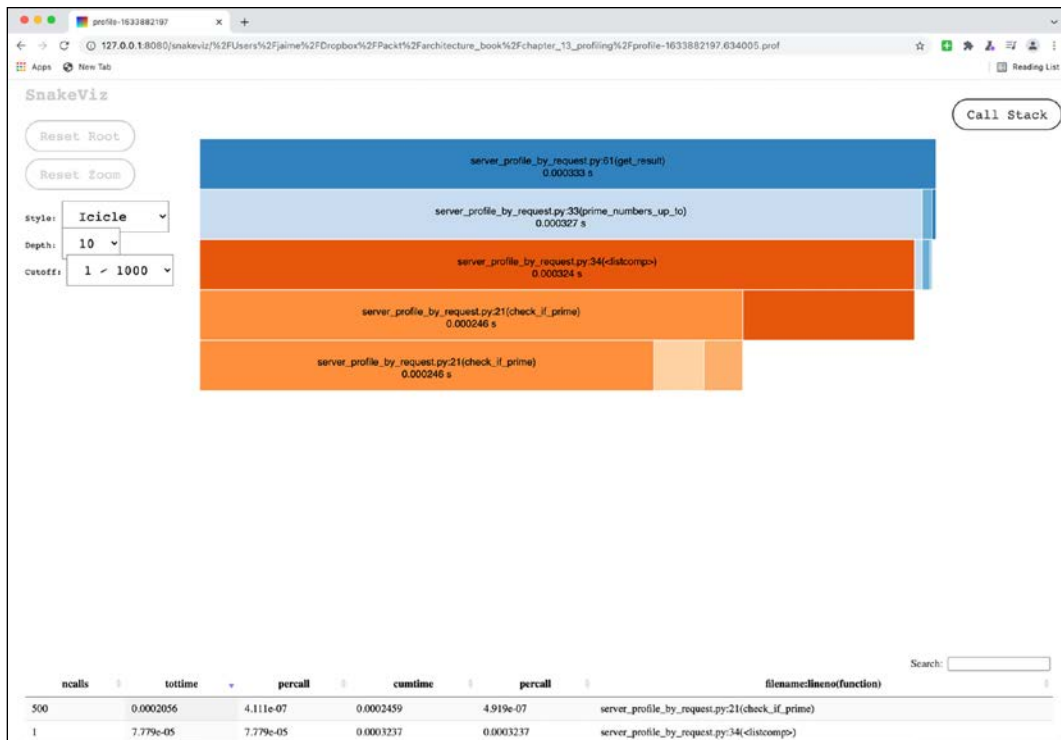 profile-1633882197
127.0.0.1:8080/snakeviz/%2FUsers%2Fjaime%2FDropbox%2FPackt%2Farchitecture_book%2Fchapter_13_profiling%2Fprofile-1633882197.634005.prof
Apps New Tab Reading List
SnakeViz
Call Stack
Reset Root
Reset Zoom
Style: Icicle
Depth: 10
Cutoff: 1 / 1000
server_profile_by_request.py:61(get_result)
0.000333 s
server_profile_by_request.py:33(prime_numbers_up_to)
0.000327 s
server_profile_by_request.py:34(<listcomp>)
0.000324 s
server_profile_by_request.py:21(check_if_prime)
0.000246 s
server_profile_by_request.py:21(check_if_prime)
0.000246 s
Search:
ncalls tottime percall cumtime percall filename:lineno(function)
500 0.0002056 4.111e-07 0.0002459 4.919e-07 server_profile_by_request.py:21(check_if_prime)
1 7.779e-05 7.779e-05 0.0003237 0.0003237 server_profile_by_request.py:34(<listcomp>)